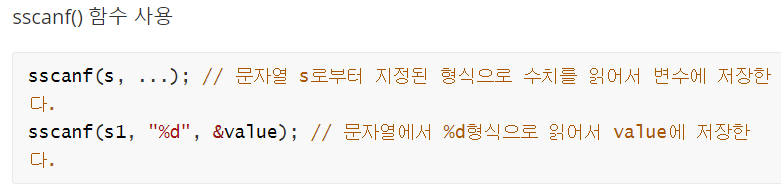 sscanf() 함수 사용
sscanf(s, ...); // 문자열 s로부터 지정된 형식으로 수치를 읽어서 변수에 저장한
다.
sscanf(s1, "%d", &value); // 문자열에서 %d형식으로 읽어서 value에 저장한
다.